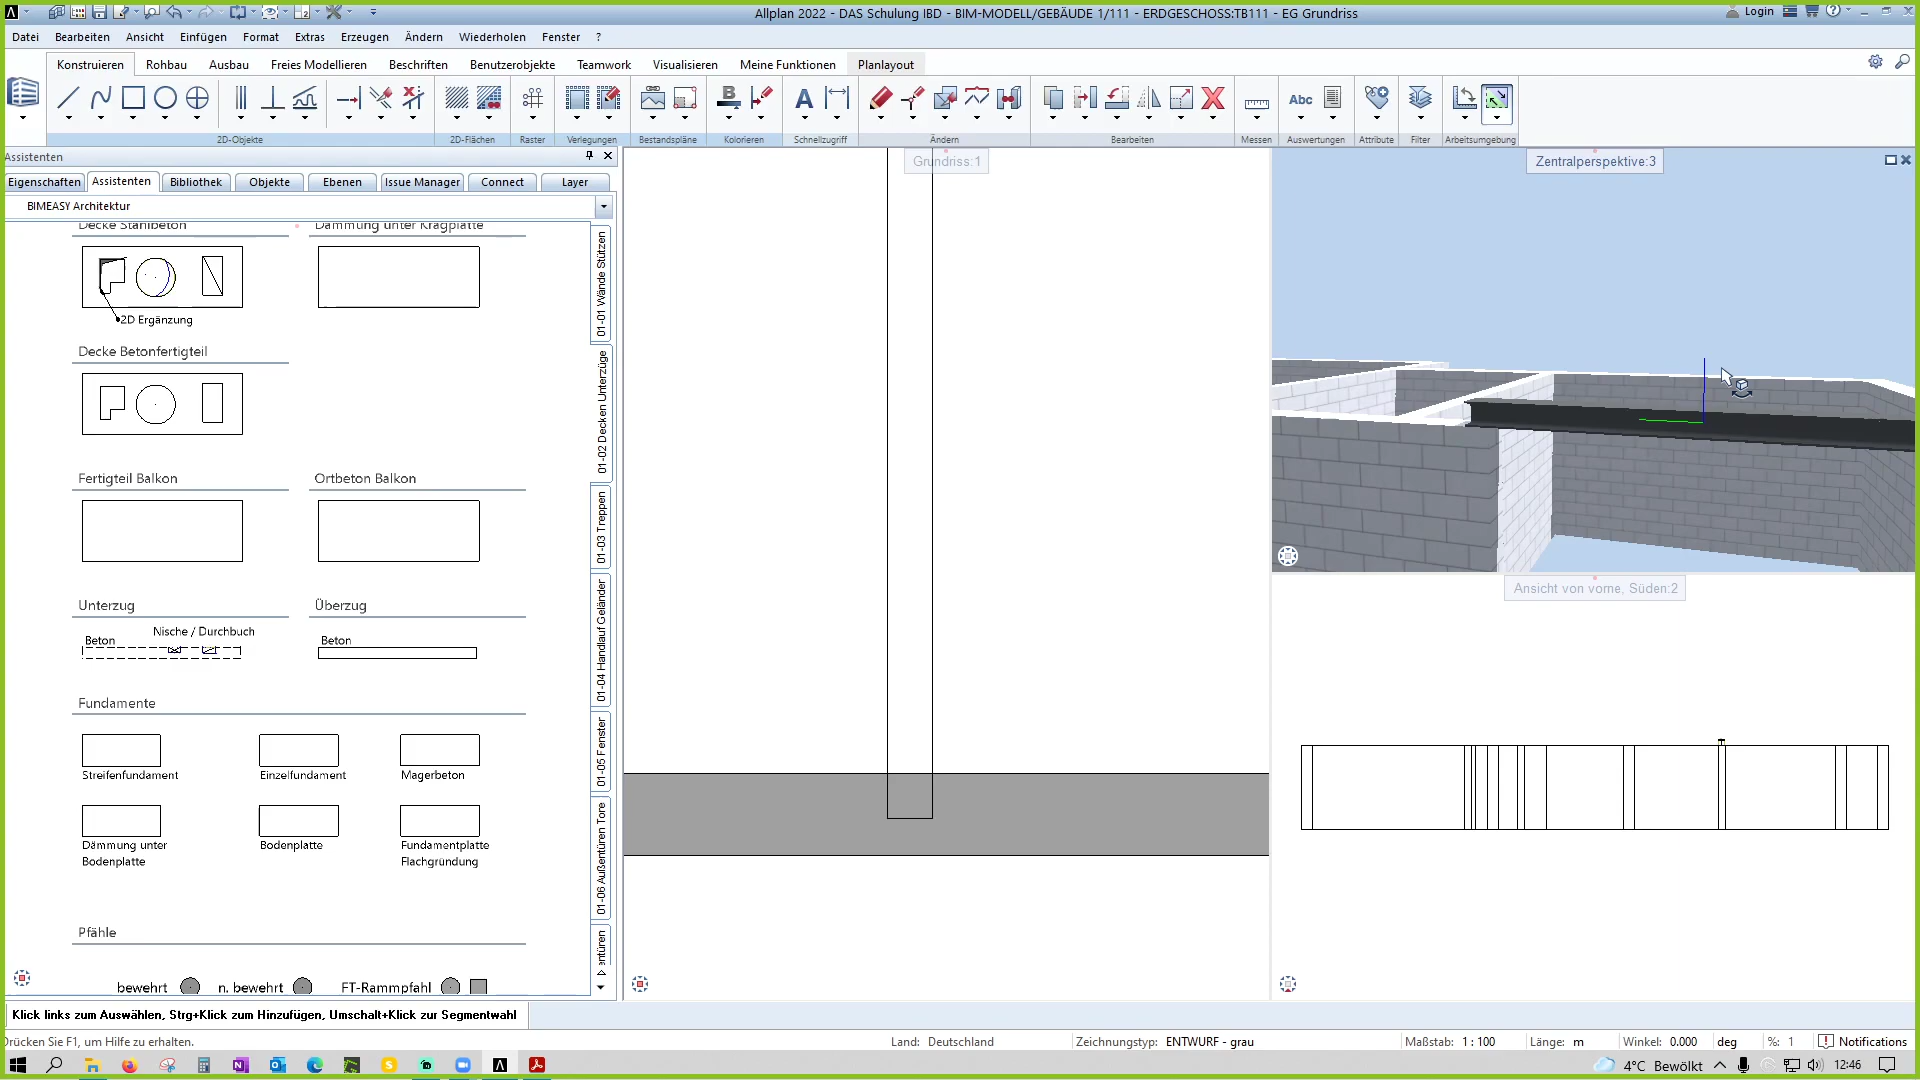 Allplan 2022 - DAS Schulung IBD - BIM-MODELL/GEBÄUDE 1/111 - ERDGESCHOSS:TB111 - EG Grundriss
Login
Datei Bearbeiten Ansicht Einfügen Format Extras Erzeugen Ändern Wiederholen Fenster ?
Konstruieren Rohbau Ausbau Freies Modellieren Beschriften Benutzerobjekte Teamwork Visualisieren Meine Funktionen Planlayout
2D-Objekte 2D-Flächen Raster Verlegungen Bestandspläne Kolorieren Schnellzugriff Ändern Bearbeiten Messen Auswertungen Attribute Filter Arbeitsumgebung
Abc
Assistenten
Eigenschaften Assistenten Bibliothek Objekte Ebenen Issue Manager Connect Layer
BIMEASY Architektur
Decke Stahlbeton
Dämmung unter Kragplatte
2D Ergänzung
Decke Betonfertigteil
Fertigteil Balkon
Ortbeton Balkon
Unterzug
Überzug
Beton
Nische / Durchbuch
Beton
Fundamente
Streifenfundament
Einzelfundament
Magerbeton
Dämmung unter
Bodenplatte
Bodenplatte
Fundamentplatte
Flachgründung
Pfähle
bewehrt
n. bewehrt
FT-Rammpfahl
01-01 Wände Stützen
01-02 Decken Unterzüge
01-03 Treppen
01-04 Handlauf Geländer
01-05 Fenster
01-06 Außentüren Tore
Grundriss:1
Zentralperspektive:3
Ansicht von vorne, Süden:2
Klick links zum Auswählen, Strg+Klick zum Hinzufügen, Umschalt+Klick zur Segmentwahl
Drücken Sie F1, um Hilfe zu erhalten.
Land: Deutschland
Zeichnungstyp: ENTWURF - grau
Maßstab: 1 : 100
Länge: m
Winkel: 0.000 deg
%: 1
Notifications
4°C Bewölkt
12:46